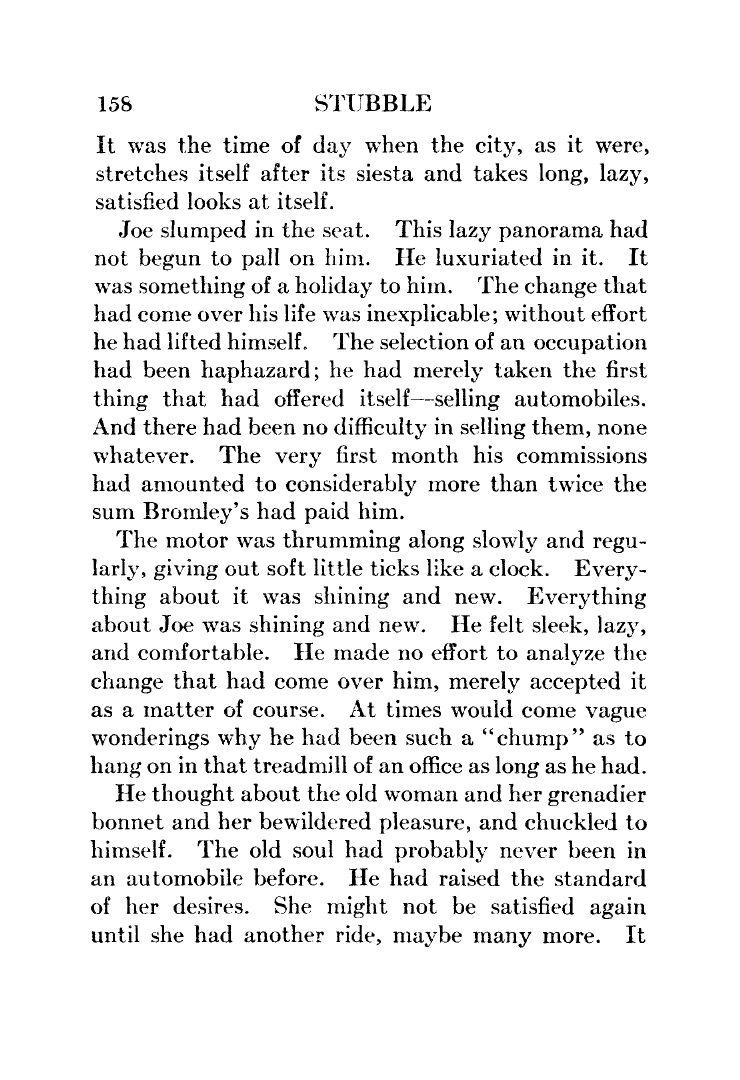 158 STUBBLE
It was the time of day when the city, as it were,
stretches itself after its siesta and takes long, lazy,
satisfied looks at itself.
Joe slumped in the seat. This lazy panorama had
not begun to pall on him. He luxuriated in it. It
was something of a holiday to him. The change that
had come over his life was inexplicable; without effort
he had lifted himself. The selection of an occupation
had been haphazard; he had merely taken the first
thing that had offered itself—selling automobiles.
And there had been no difficulty in selling them, none
whatever. The very first month his commissions
had amounted to considerably more than twice the
sum Bromley's had paid him.
The motor was thrumming along slowly and regu-
larly, giving out soft little ticks like a clock. Every-
thing about it was shining and new. Everything
about Joe was shining and new. He felt sleek, lazy,
and comfortable. He made no effort to analyze the
change that had come over him, merely accepted it
as a matter of course. At times would come vague
wonderings why he had been such a "chump" as to
hang on in that treadmill of an office as long as he had.
He thought about the old woman and her grenadier
bonnet and her bewildered pleasure, and chuckled to
himself. The old soul had probably never been in
an automobile before. He had raised the standard
of her desires. She might not be satisfied again
until she had another ride, maybe many more. It